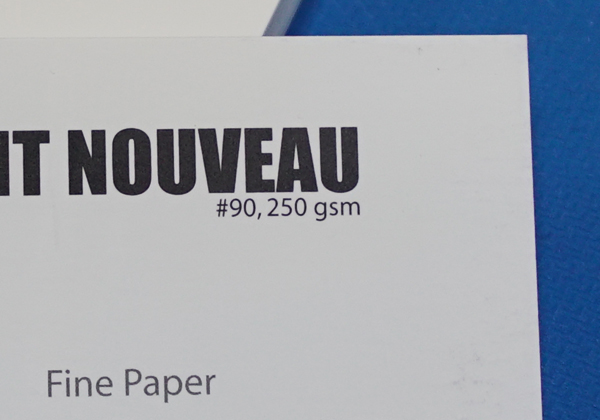 NOUVEAU
#90, 250 gsm
Fine Paper